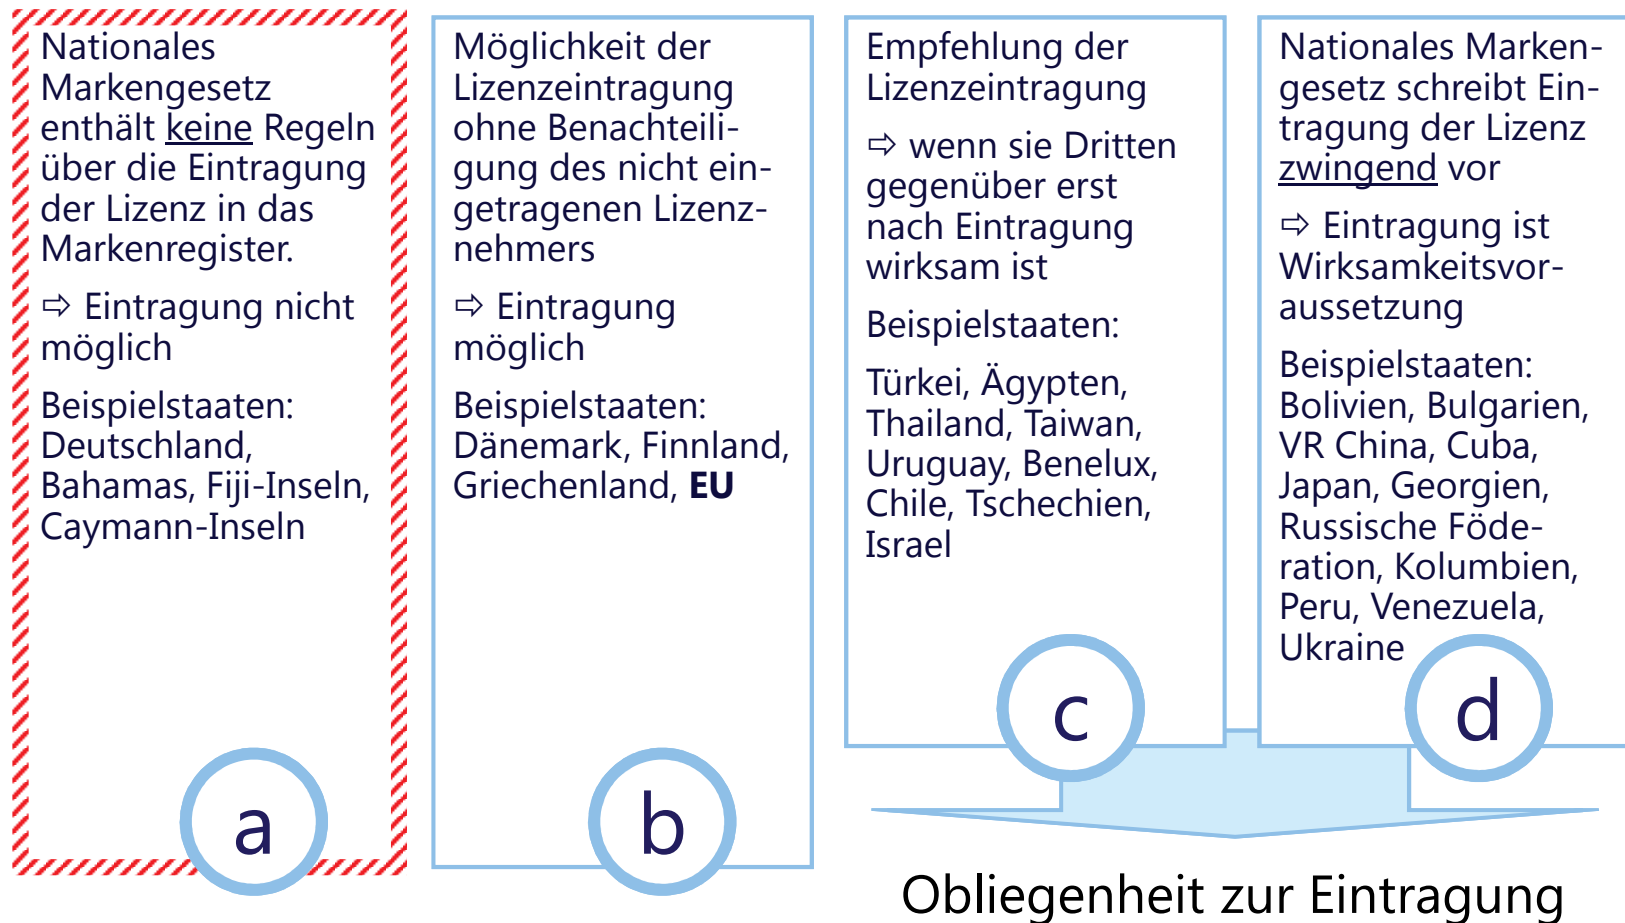 Nationales
Markengesetz
enthält keine Regeln
über die Eintragung
der Lizenz in das
Markenregister.
⇨ Eintragung nicht
möglich
Beispielstaaten:
Deutschland,
Bahamas, Fiji-Inseln,
Caymann-Inseln
a
Möglichkeit der
Lizenzeintragung
ohne Benachteili-
gung des nicht ein-
getragenen Lizenz-
nehmers
⇨ Eintragung
möglich
Beispielstaaten:
Dänemark, Finnland,
Griechenland, EU
b
Empfehlung der
Lizenzeintragung
⇨ wenn sie Dritten
gegenüber erst
nach Eintragung
wirksam ist
Beispielstaaten:
Türkei, Ägypten,
Thailand, Taiwan,
Uruguay, Benelux,
Chile, Tschechien,
Israel
c
Nationales Marken-
gesetz schreibt Ein-
tragung der Lizenz
zwingend vor
⇨ Eintragung ist
Wirksamkeitsvor-
aussetzung
Beispielstaaten:
Bolivien, Bulgarien,
VR China, Cuba,
Japan, Georgien,
Russische Föde-
ration, Kolumbien,
Peru, Venezuela,
Ukraine
d
Obliegenheit zur Eintragung